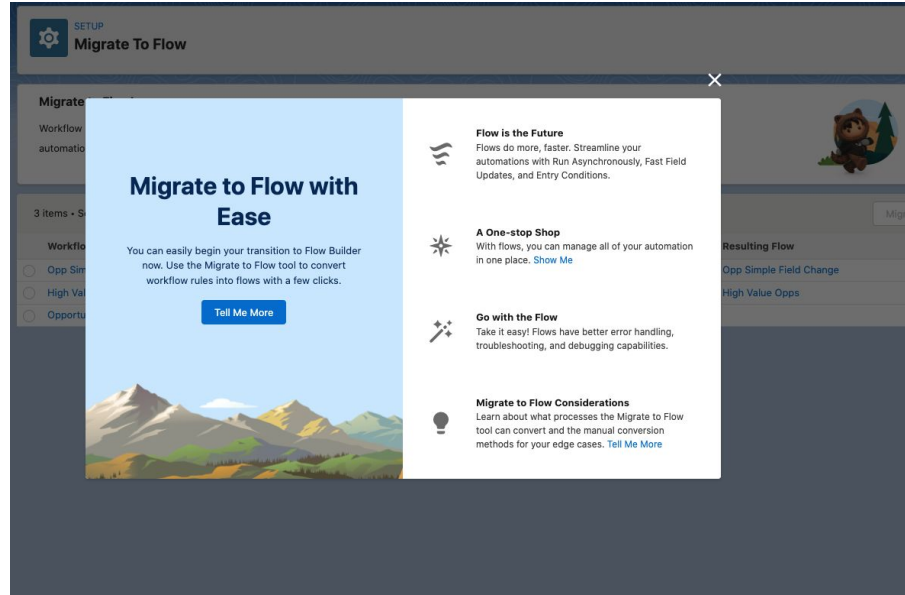 SETUP
Migrate To Flow
Migrate
Workflow
automatio
3 items •
Workflo
Opp Sim
High Val
Opportu
Migrate to Flow with
Ease
You can easily begin your transition to Flow Builder
now. Use the Migrate to Flow tool to convert
workflow rules into flows with a few clicks.
Tell Me More
Flow is the Future
Flows do more, faster. Streamline your
automations with Run Asynchronously, Fast Field
Updates, and Entry Conditions.
A One-stop Shop
With flows, you can manage all of your automation
in one place. Show Me
Go with the Flow
Take it easy! Flows have better error handling,
troubleshooting, and debugging capabilities.
Migrate to Flow Considerations
Learn about what processes the Migrate to Flow
tool can convert and the manual conversion
methods for your edge cases. Tell Me More
Resulting Flow
Opp Simple Field Change
High Value Opps